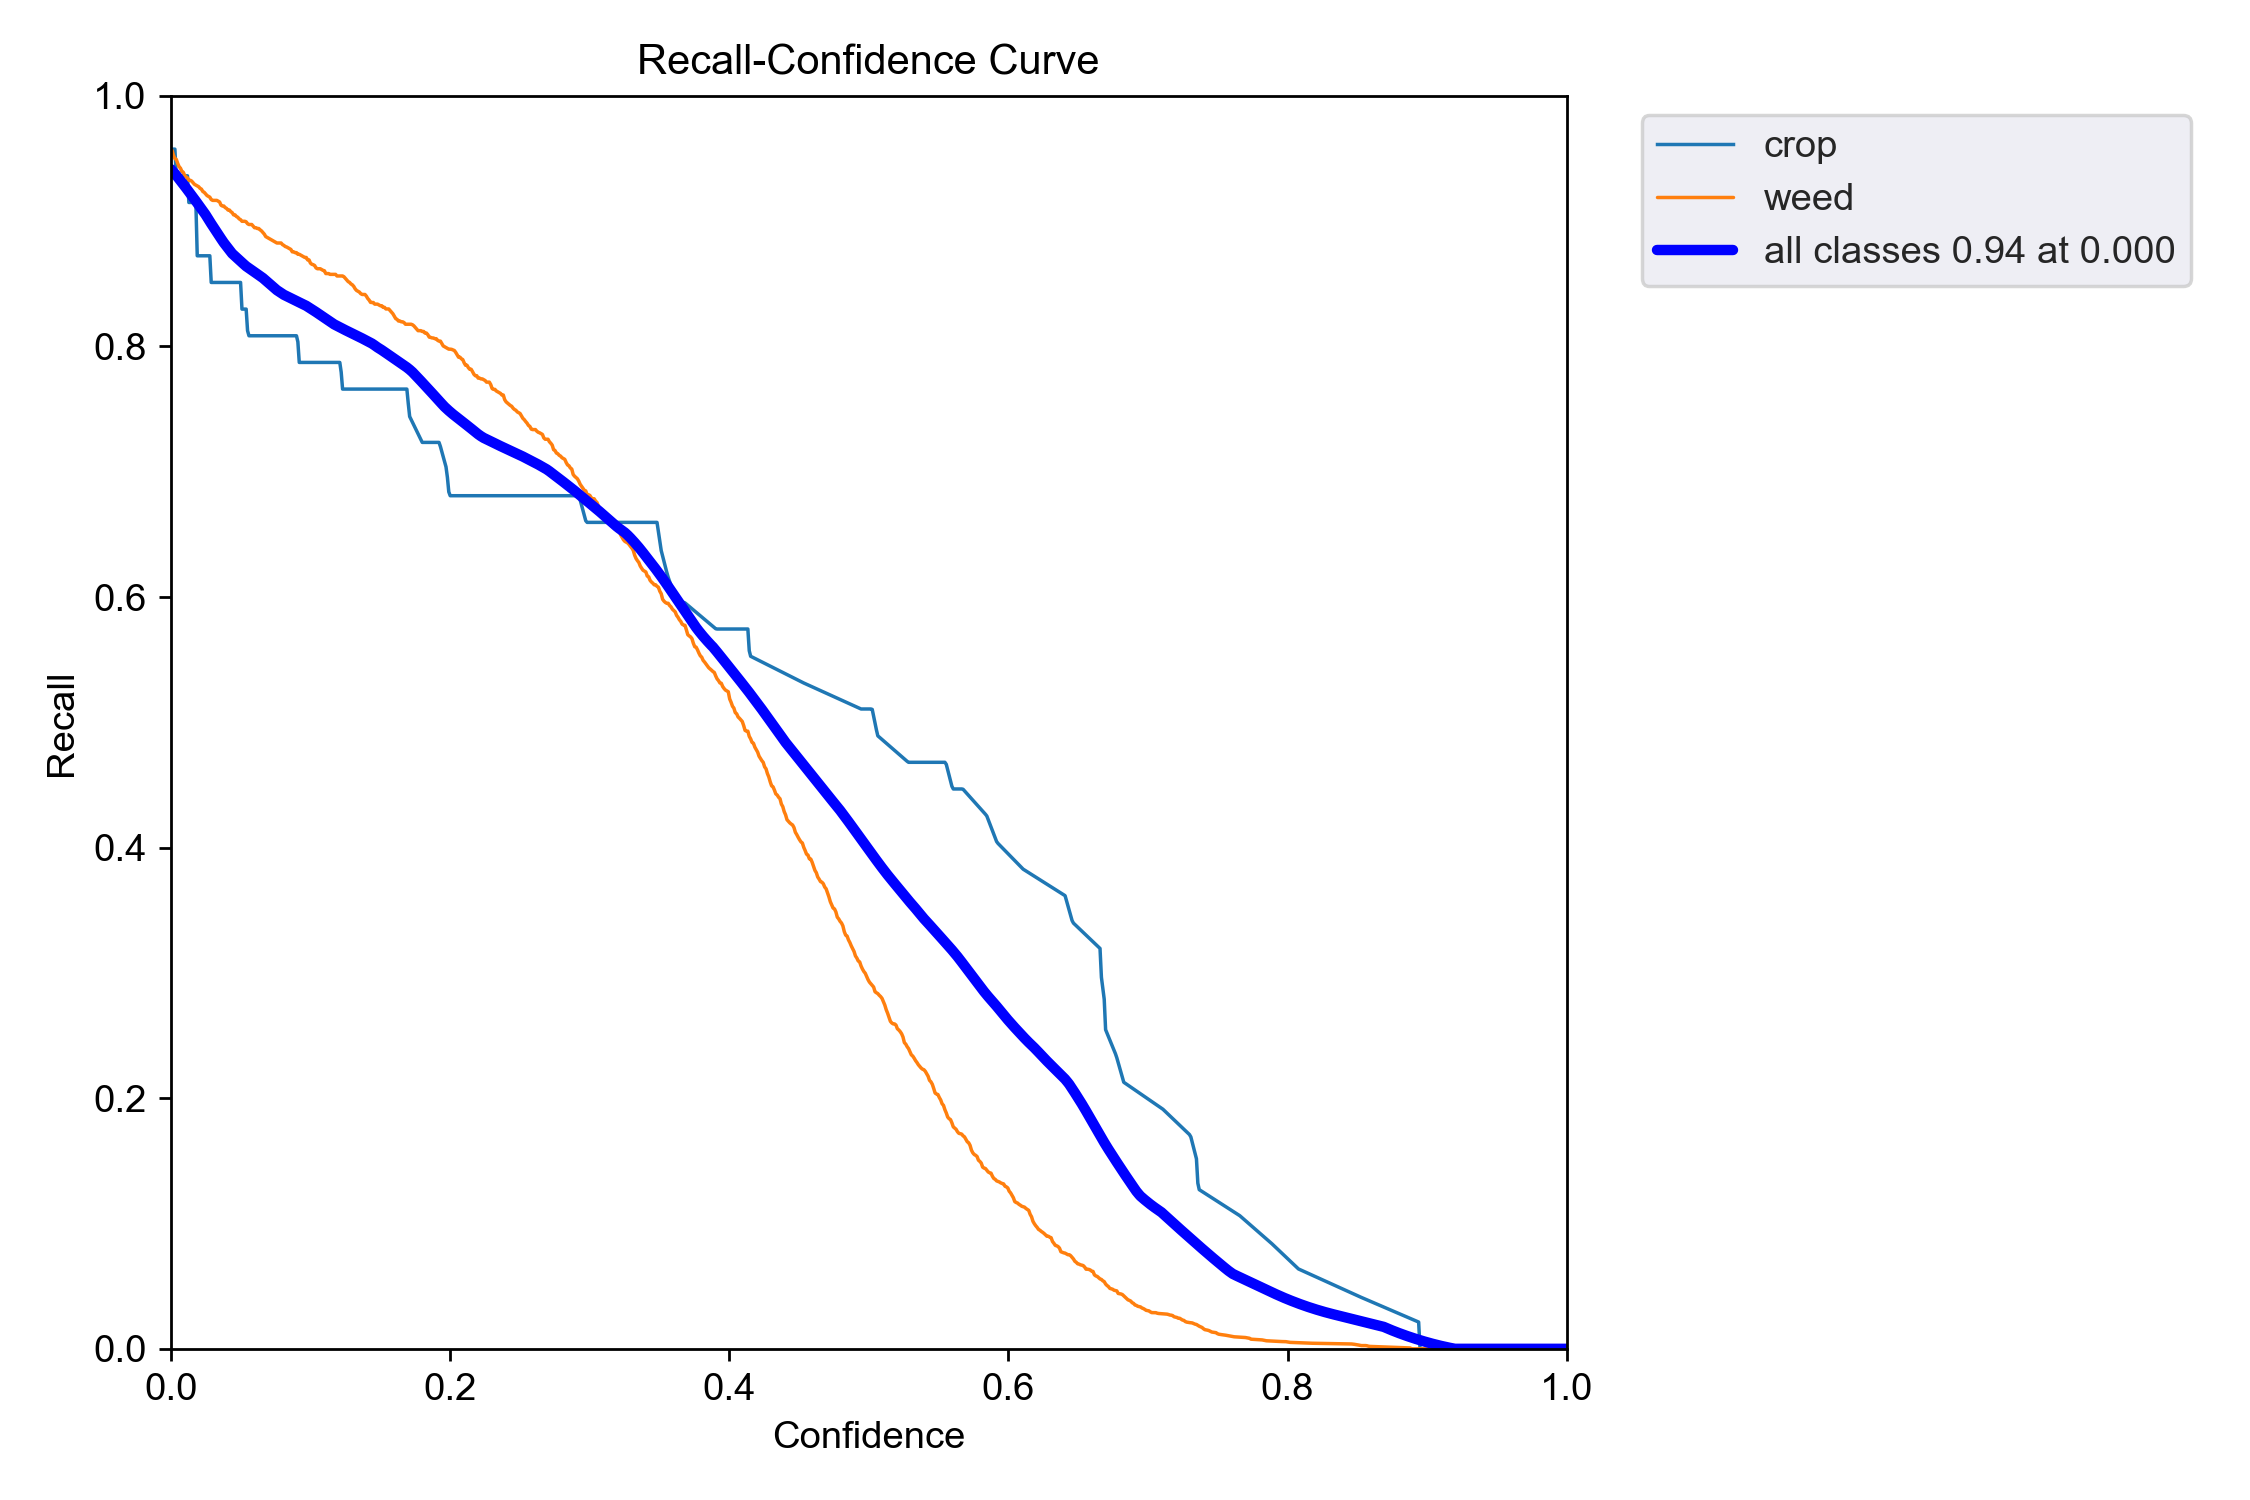 Recall-Confidence Curve
1.0
0.8
0.6
0.4
0.2
0.0
Recall
0.0 0.2 0.4 0.6 0.8 1.0
Confidence
crop
weed
all classes 0.94 at 0.000